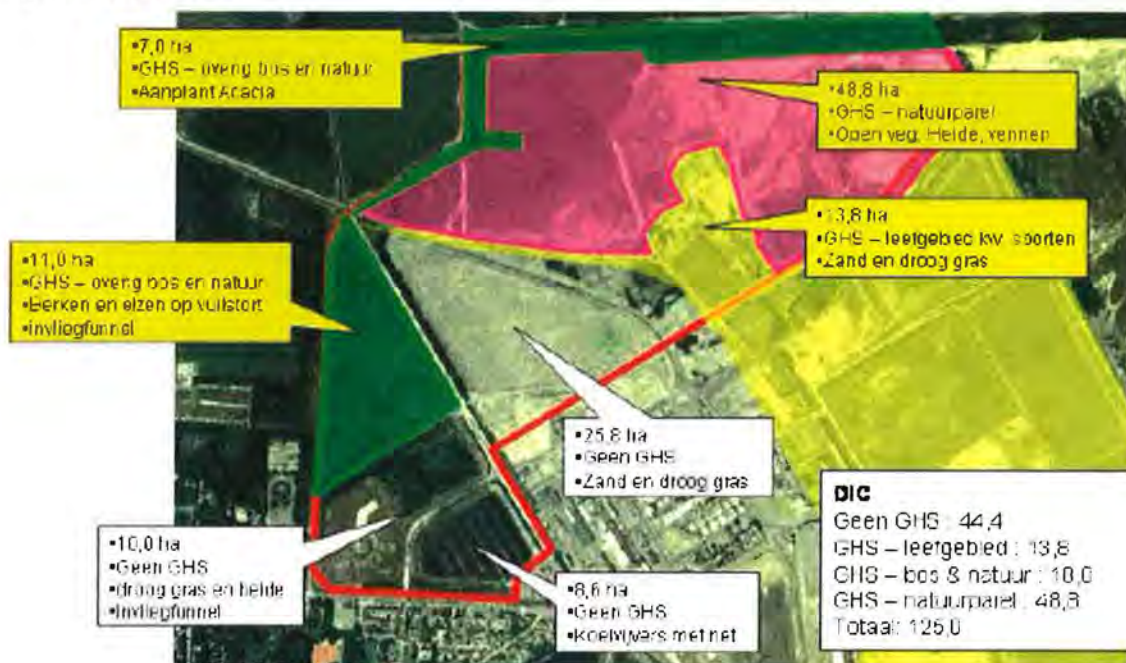 •7,0 ha
•GHS – overig bos en natuur
•Aanplant Acacia
•48,8 ha
•GHS – natuurparel
•Open veg. Heide, vennen
•13,8 ha
•GHS – leefgebied kw. soorten
•Zand en droog gras
•11,0 ha
•GHS – overig bos en natuur
•Berken en elzen op vuilstort
•invliegfunnel
•25,8 ha
•Geen GHS
•Zand en droog gras
•10,0 ha
•Geen GHS
•droog gras en heide
•Invliegfunnel
•8,6 ha
•Geen GHS
•Koelvijvers met net
DIC
Geen GHS : 44,4
GHS – leefgebied : 13,8
GHS – bos & natuur :
GHS – natuurparel : 48,8
Totaal: 125,0